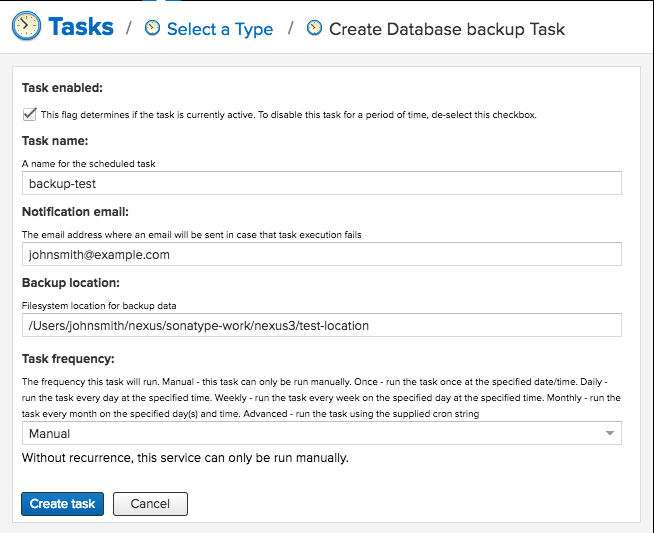 Tasks / Select a Type / Create Database backup Task
Task enabled:
This flag determines if the task is currently active. To disable this task for a period of time, de-select this checkbox.
Task name:
A name for the scheduled task
backup-test
Notification email:
The email address where an email will be sent in case that task execution fails
johnsmith@example.com
Backup location:
Filesystem location for backup data
/Users/johnsmith/nexus/sonatype-work/nexus3/test-location
Task frequency:
The frequency this task will run. Manual - this task can only be run manually. Once - run the task once at the specified date/time. Daily -
run the task every day at the specified time. Weekly - run the task every week on the specified day at the specified time. Monthly - run the
task every month on the specified day(s) and time. Advanced - run the task using the supplied cron string
Manual
Without recurrence, this service can only be run manually.
Create task Cancel